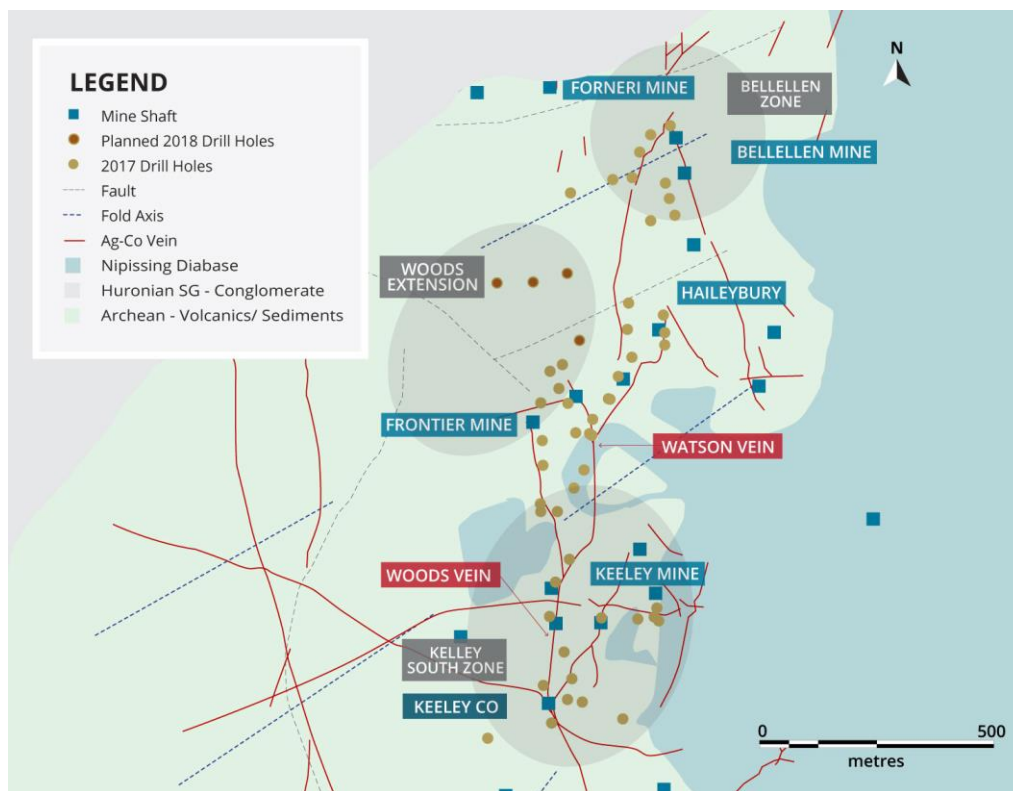 LEGEND
Mine Shaft
Planned 2018 Drill Holes
2017 Drill Holes
Fault
Fold Axis
Ag-Co Vein
Nipissing Diabase
Huronian SG - Conglomerate
Archean - Volcanics/ Sediments
N
FORNERI MINE
BELLELLEN
ZONE
BELLELLEN MINE
WOODS
EXTENSION
HAILEYBURY
FRONTIER MINE
WATSON VEIN
WOODS VEIN
KEELEY MINE
KELLEY
SOUTH ZONE
KEELEY CO
0
500
metres